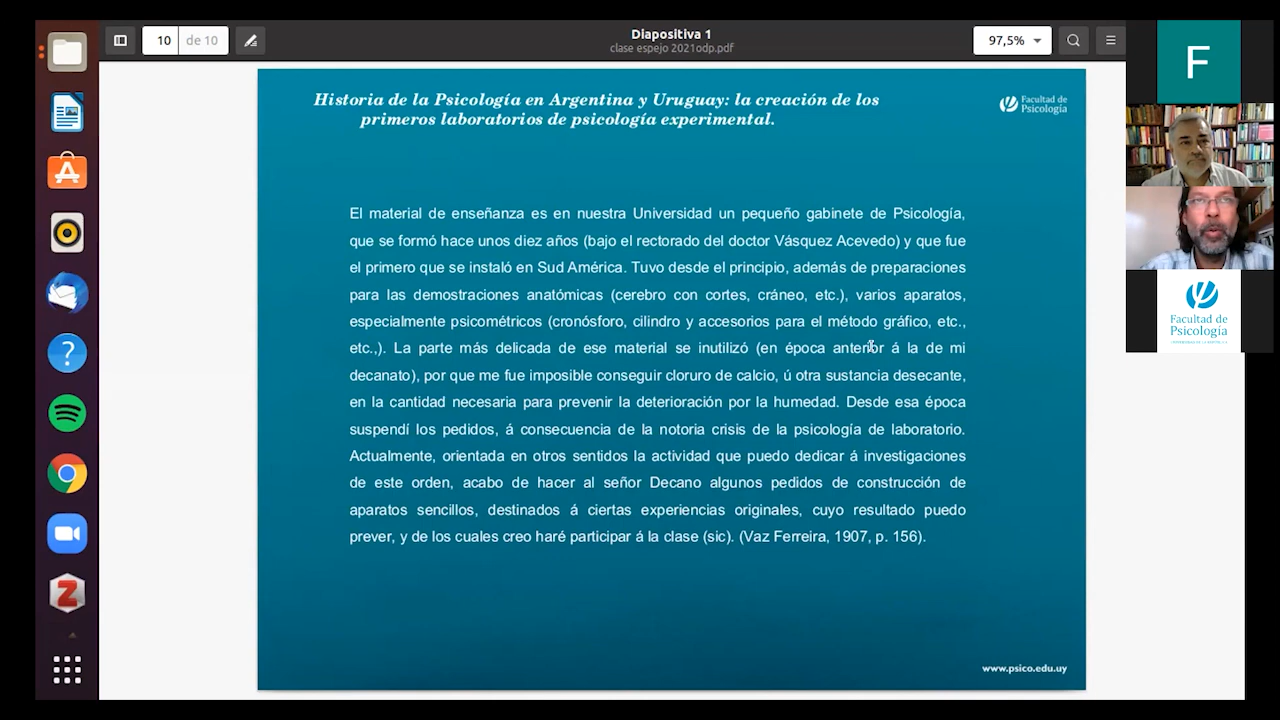 10
de 10
Diapositiva 1
clase espejo 2021odp.pdf
97,5%
F
Historia de la Psicología en Argentina y Uruguay: la creación de los
primeros laboratorios de psicología experimental.
Facultad de
Psicología
El material de enseñanza es en nuestra Universidad un pequeño gabinete de Psicología,
que se formó hace unos diez años (bajo el rectorado del doctor Vásquez Acevedo) y que fue
el primero que se instaló en Sud América. Tuvo desde el principio, además de preparaciones
para las demostraciones anatómicas (cerebro con cortes, cráneo, etc.), varios aparatos,
especialmente psicométricos (cronósforo, cilindro y accesorios para el método gráfico, etc.,
etc.,). La parte más delicada de ese material se inutilizó (en época anterior á la de mi
decanato), por que me fue imposible conseguir cloruro de calcio, ú otra sustancia desecante,
en la cantidad necesaria para prevenir la deterioración por la humedad. Desde esa época
suspendí los pedidos, á consecuencia de la notoria crisis de la psicología de laboratorio.
Actualmente, orientada en otros sentidos la actividad que puedo dedicar á investigaciones
de este orden, acabo de hacer al señor Decano algunos pedidos de construcción de
aparatos sencillos, destinados á ciertas experiencias originales, cuyo resultado puedo
prever, y de los cuales creo haré participar á la clase (sic). (Vaz Ferreira, 1907, p. 156).
www.psico.edu.uy
Facultad de
Psicología